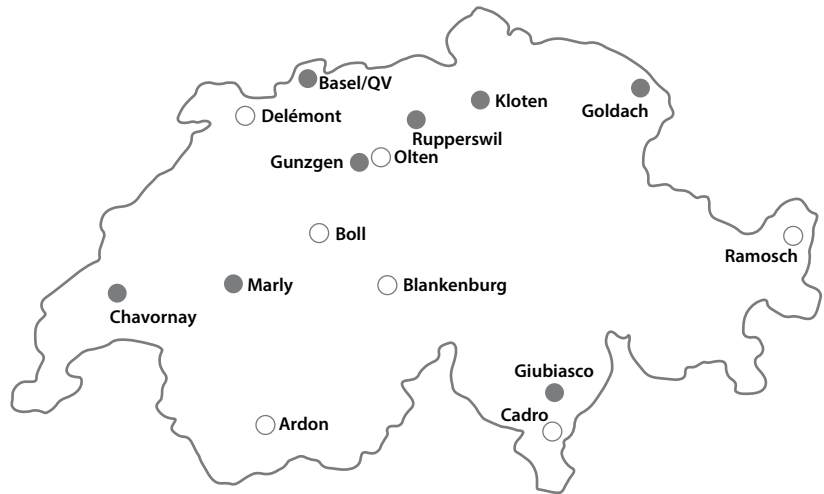 Basel/QV
Kloten
Goldach
Delémont
Rupperswil
Gunzgen
Olten
Boll
Ramosch
Marly
Blankenburg
Chavornay
Giubiasco
Cadro
Ardon